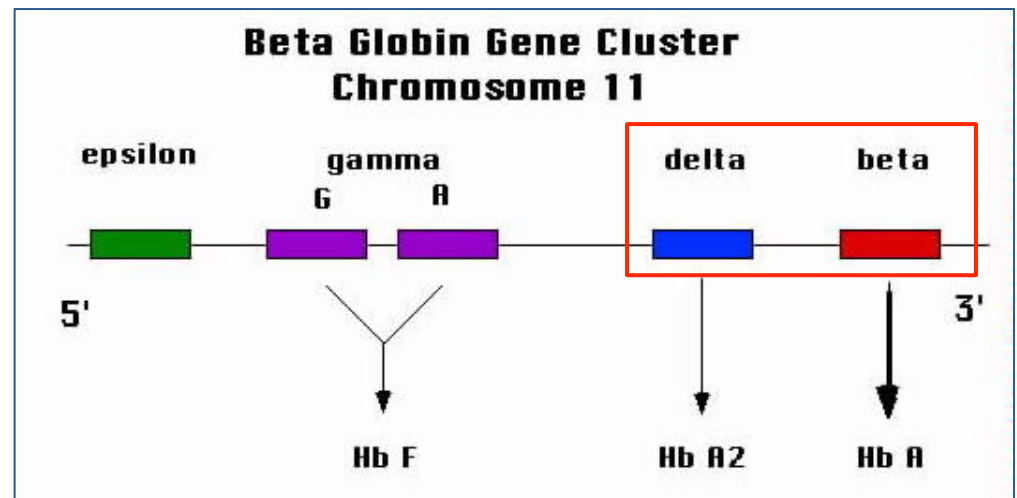 Beta Globin Gene Cluster
Chromosome 11
epsilon gamma delta beta
G A
5' 3'
Hb F Hb A2 Hb A